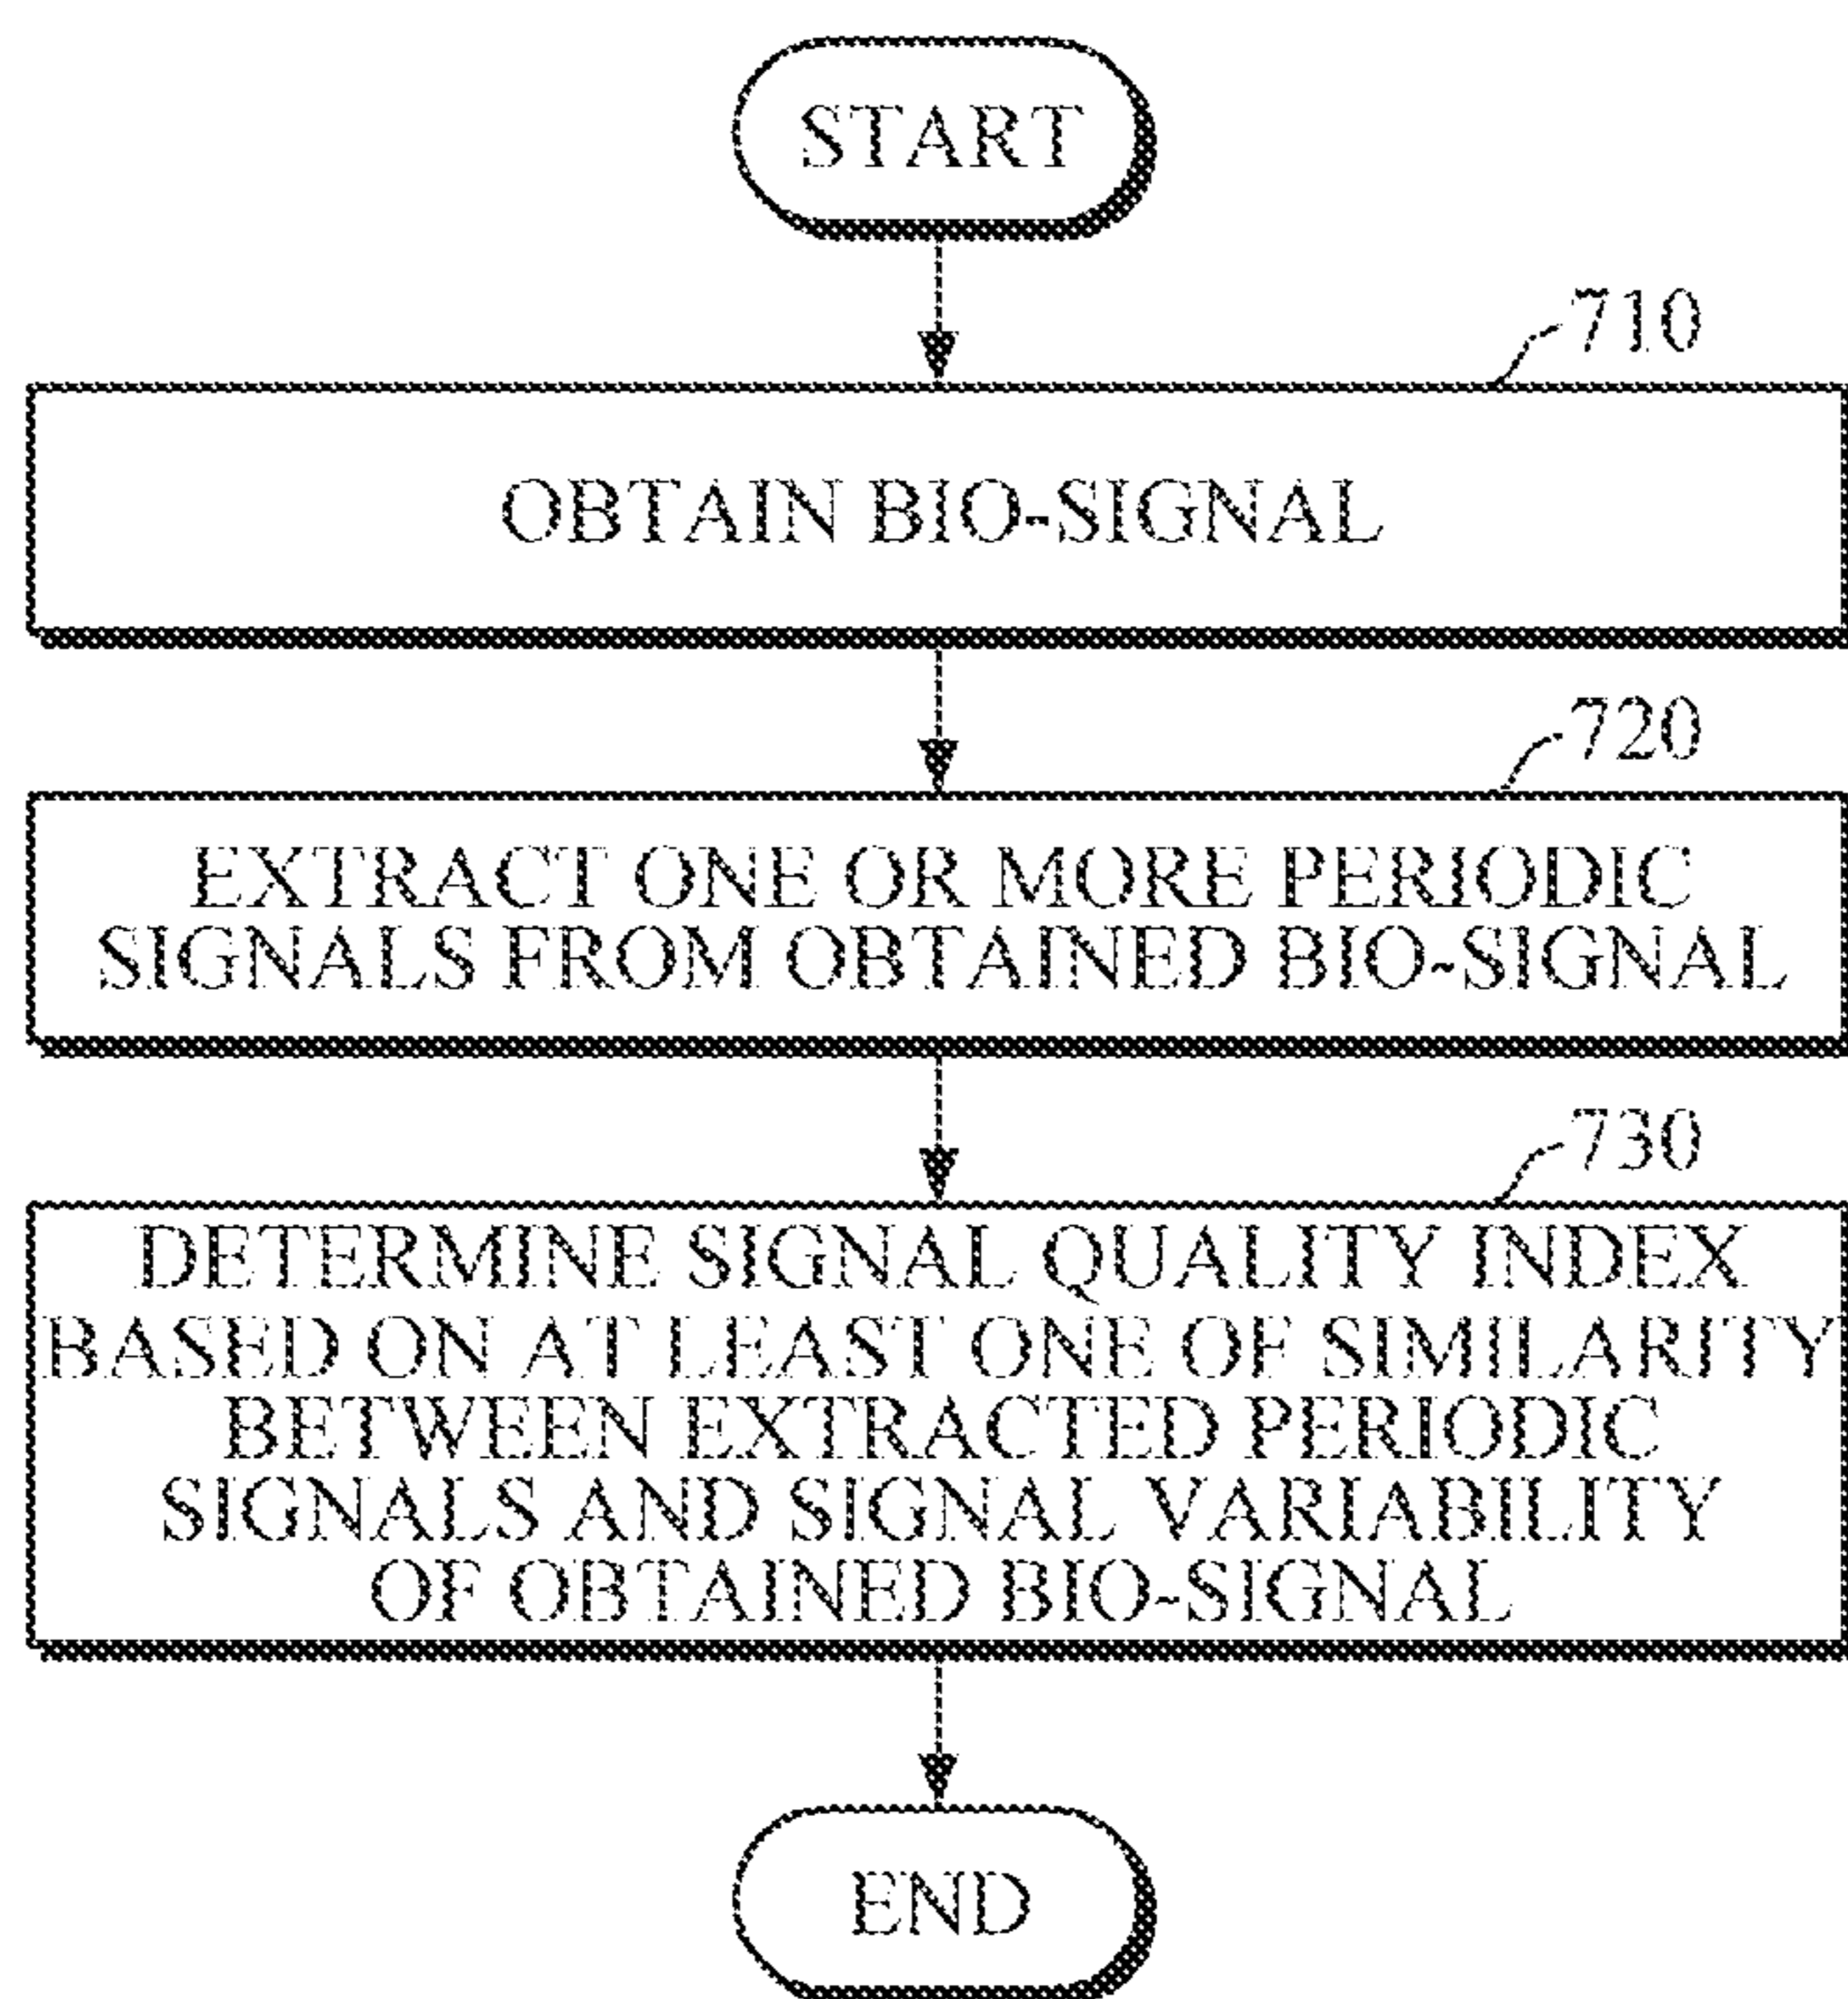 START
710
OBTAIN BIO-SIGNAL
720
EXTRACT ONE OR MORE PERIODIC
SIGNALS FROM OBTAINED BIO-SIGNAL
730
DETERMINE SIGNAL QUALITY INDEX
BASED ON AT LEAST ONE OF SIMILARITY
BETWEEN EXTRACTED PERIODIC
SIGNALS AND SIGNAL VARIABILITY
OF OBTAINED BIO-SIGNAL
END